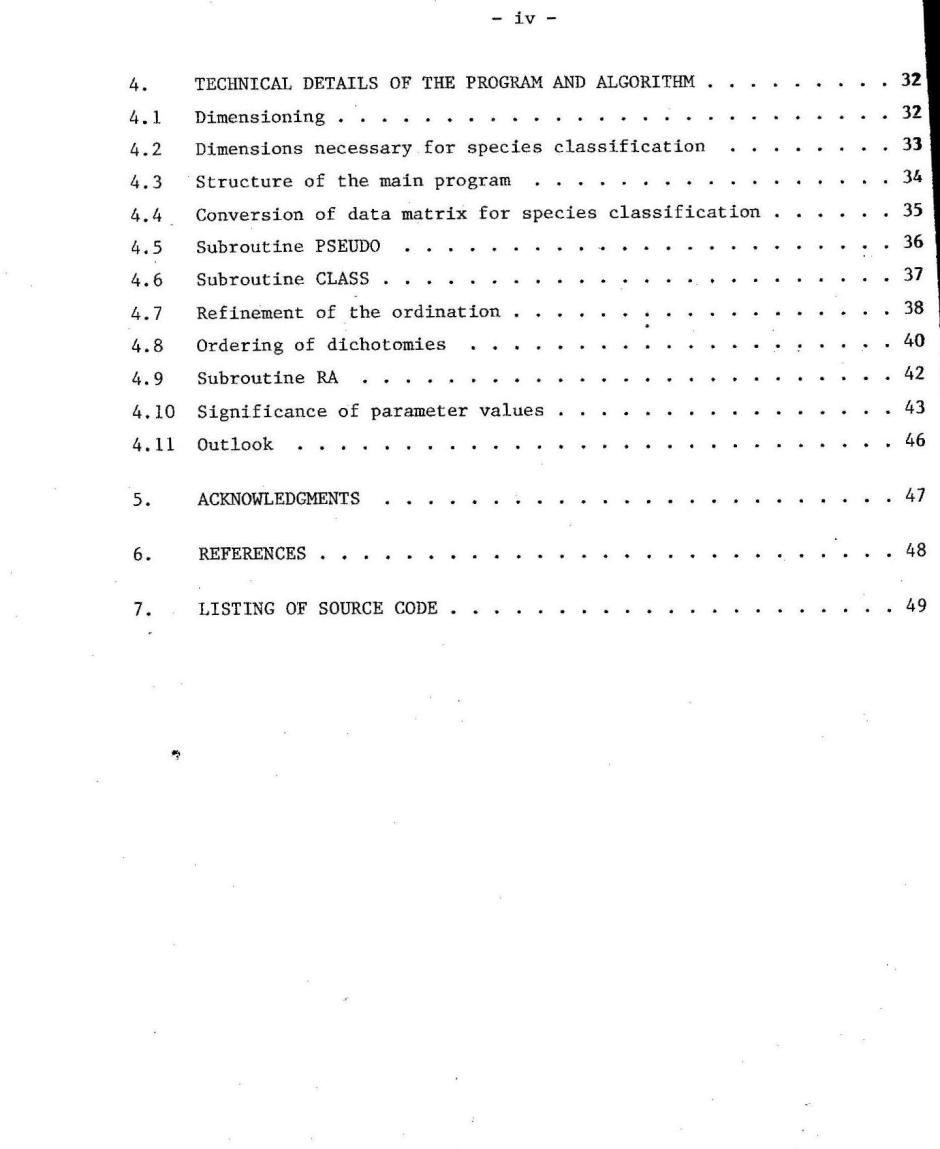 - iv -
4. TECHNICAL DETAILS OF THE PROGRAM AND ALGORITHM . . . . . . . . . 32
4.1 Dimensioning . . . . . . . . . . . . . . . . . . . . . . . . . . 32
4.2 Dimensions necessary for species classification . . . . . . . . 33
4.3 Structure of the main program . . . . . . . . . . . . . . . . . 34
4.4 Conversion of data matrix for species classification . . . . . . 35
4.5 Subroutine PSEUDO . . . . . . . . . . . . . . . . . . . . . . . 36
4.6 Subroutine CLASS . . . . . . . . . . . . . . . . . . . . . . . . 37
4.7 Refinement of the ordination . . . . . . . . . . . . . . . . . . 38
4.8 Ordering of dichotomies . . . . . . . . . . . . . . . . . . . . 40
4.9 Subroutine RA . . . . . . . . . . . . . . . . . . . . . . . . . 42
4.10 Significance of parameter values . . . . . . . . . . . . . . . . 43
4.11 Outlook . . . . . . . . . . . . . . . . . . . . . . . . . . . . 46
5. ACKNOWLEDGMENTS . . . . . . . . . . . . . . . . . . . . . . . . 47
6. REFERENCES . . . . . . . . . . . . . . . . . . . . . . . . . . . 48
7. LISTING OF SOURCE CODE . . . . . . . . . . . . . . . . . . . . . 49